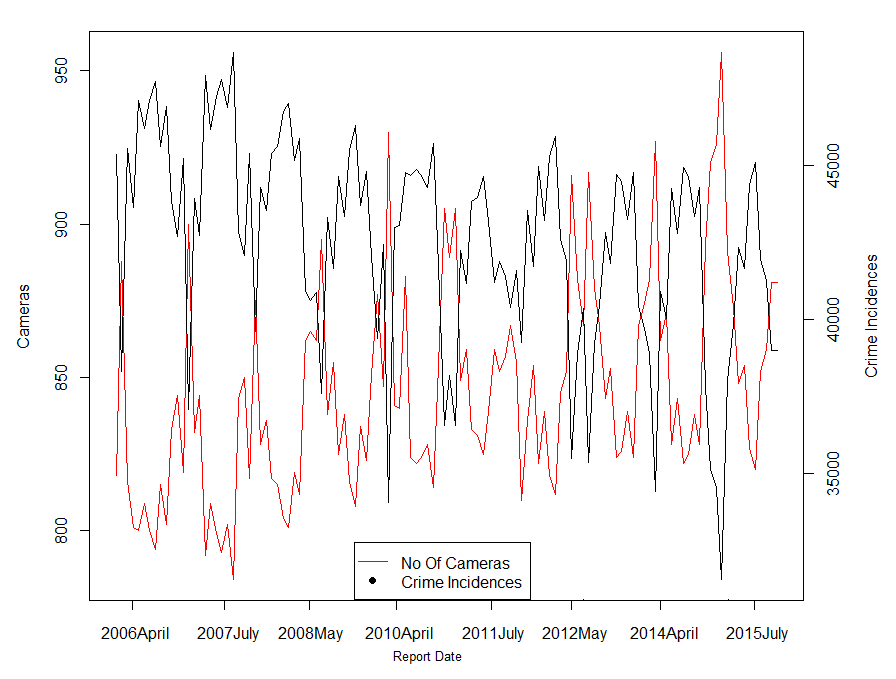 Cameras
950
900
850
800
45000
40000
35000
Crime Incidences
No Of Cameras
Crime Incidences
2006April 2007July 2008May 2010April 2011July 2012May 2014April 2015July
Report Date